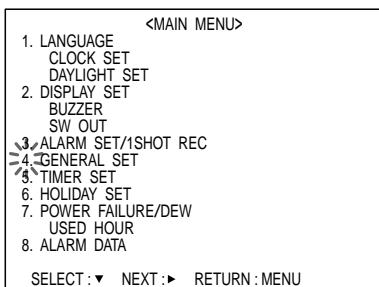 <MAIN MENU>
1. LANGUAGE
CLOCK SET
DAYLIGHT SET
2. DISPLAY SET
BUZZER
SW OUT
3. ALARM SET/1SHOT REC
4. GENERAL SET
5. TIMER SET
6. HOLIDAY SET
7. POWER FAILURE/DEW
USED HOUR
8. ALARM DATA
SELECT : ▼ NEXT : ► RETURN : MENU